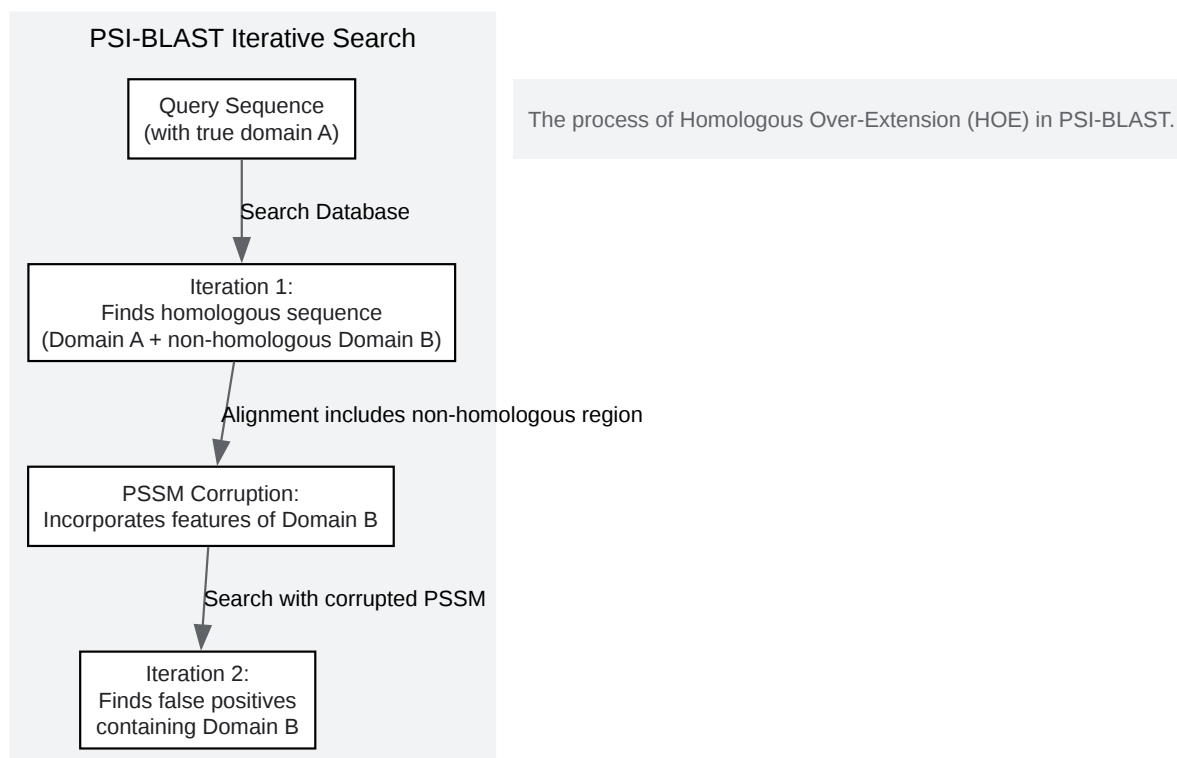 PSI-BLAST Iterative Search
Query Sequence
(with true domain A)
The process of Homologous Over-Extension (HOE) in PSI-BLAST.
Search Database
Iteration 1:
Finds homologous sequence
(Domain A + non-homologous Domain B)
Alignment includes non-homologous region
PSSM Corruption:
Incorporates features of Domain B
Search with corrupted PSSM
Iteration 2:
Finds false positives
containing Domain B